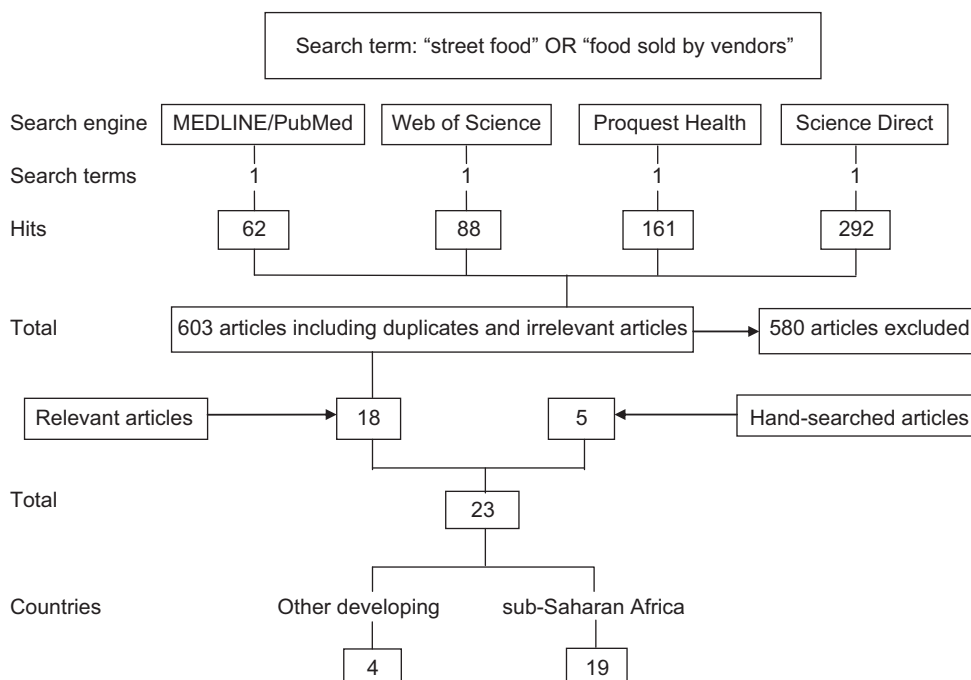 Search term: “street food” OR “food sold by vendors”
Search engine MEDLINE/PubMed Web of Science Proquest Health Science Direct
Search terms 1 1 1 1
Hits 62 88 161 292
Total 603 articles including duplicates and irrelevant articles 580 articles excluded
Relevant articles 18 5 Hand-searched articles
Total 23
Countries Other developing sub-Saharan Africa
4 19